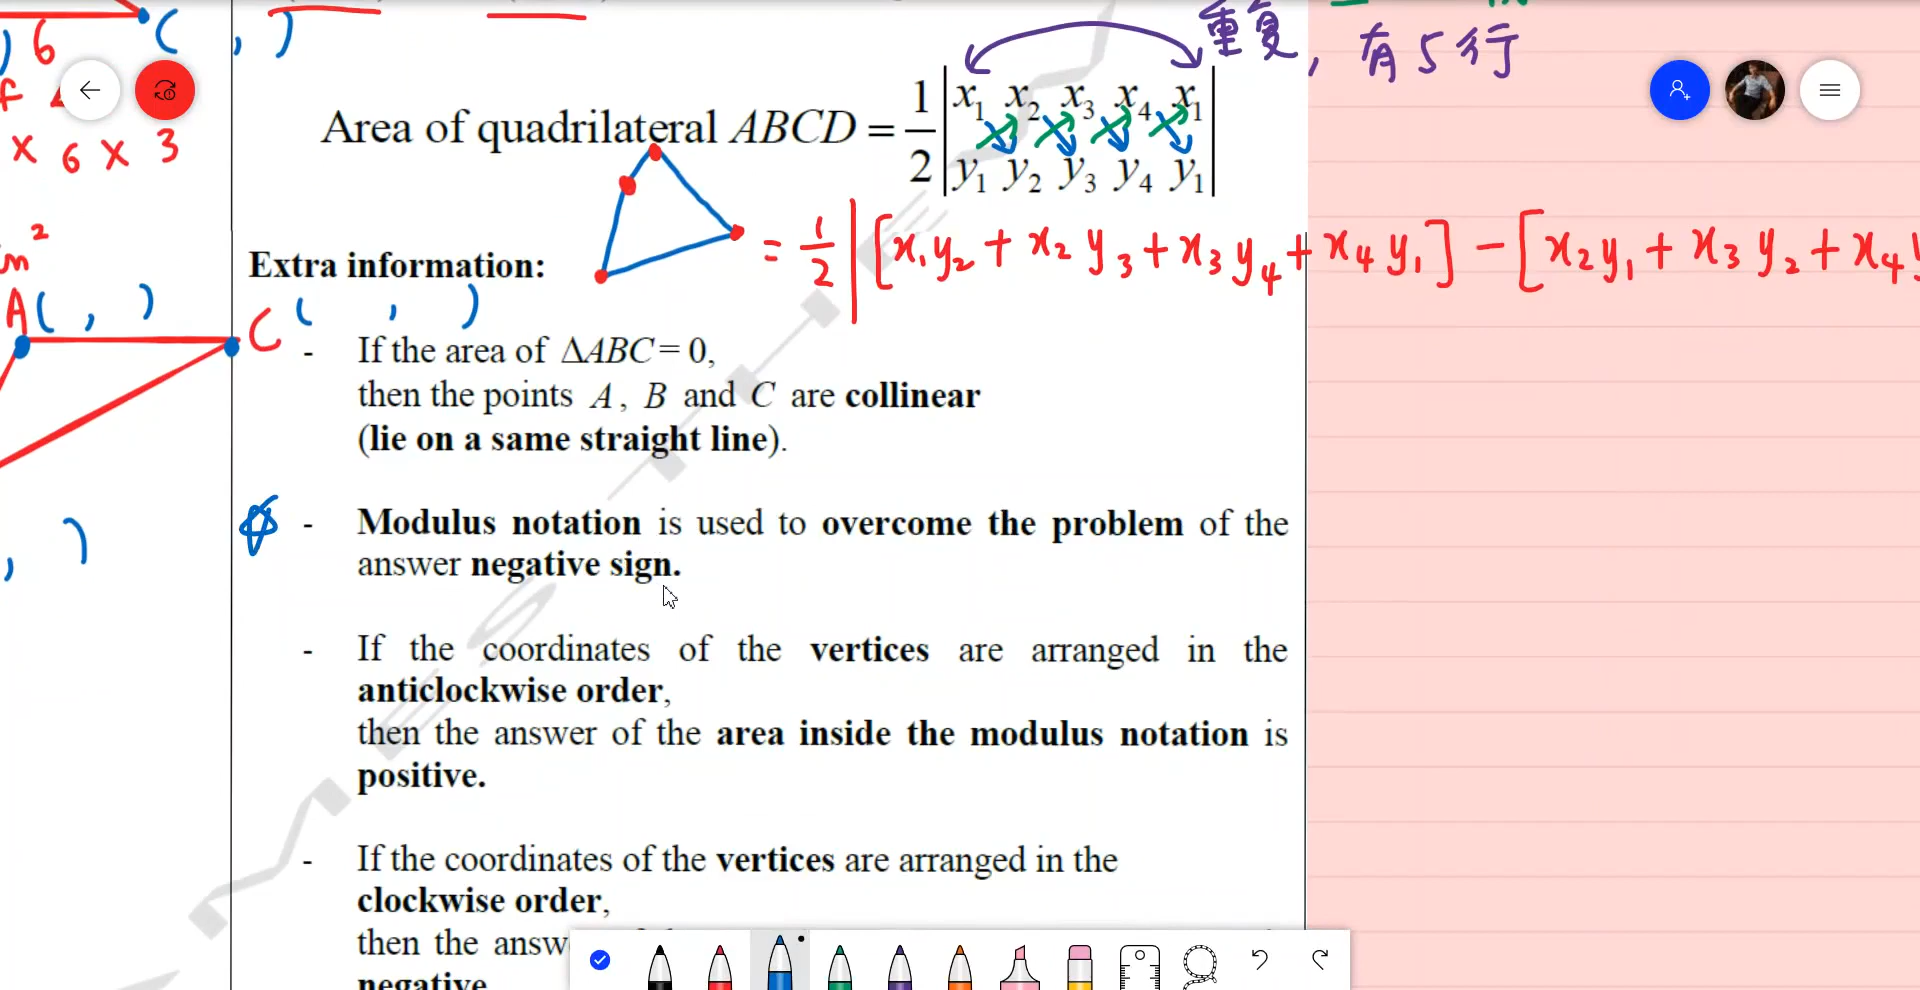 ) 6 ( , )
重复, 有5行
x 6 x 3
Area of quadrilateral ABCD = 1/2 |x₁ x₂ x₃ x₄ x₁|
|y₁ y₂ y₃ y₄ y₁|
= 1/2 | [x₁y₂ + x₂y₃ + x₃y₄ + x₄y₁] - [x₂y₁ + x₃y₂ + x₄
Extra information:
A( , ) C ( , )
- If the area of ΔABC = 0,
then the points A, B and C are collinear
(lie on a same straight line).
- Modulus notation is used to overcome the problem of the
answer negative sign.
, )
- If the coordinates of the vertices are arranged in the
anticlockwise order,
then the answer of the area inside the modulus notation is
positive.
- If the coordinates of the vertices are arranged in the
clockwise order,
then the answ
negative